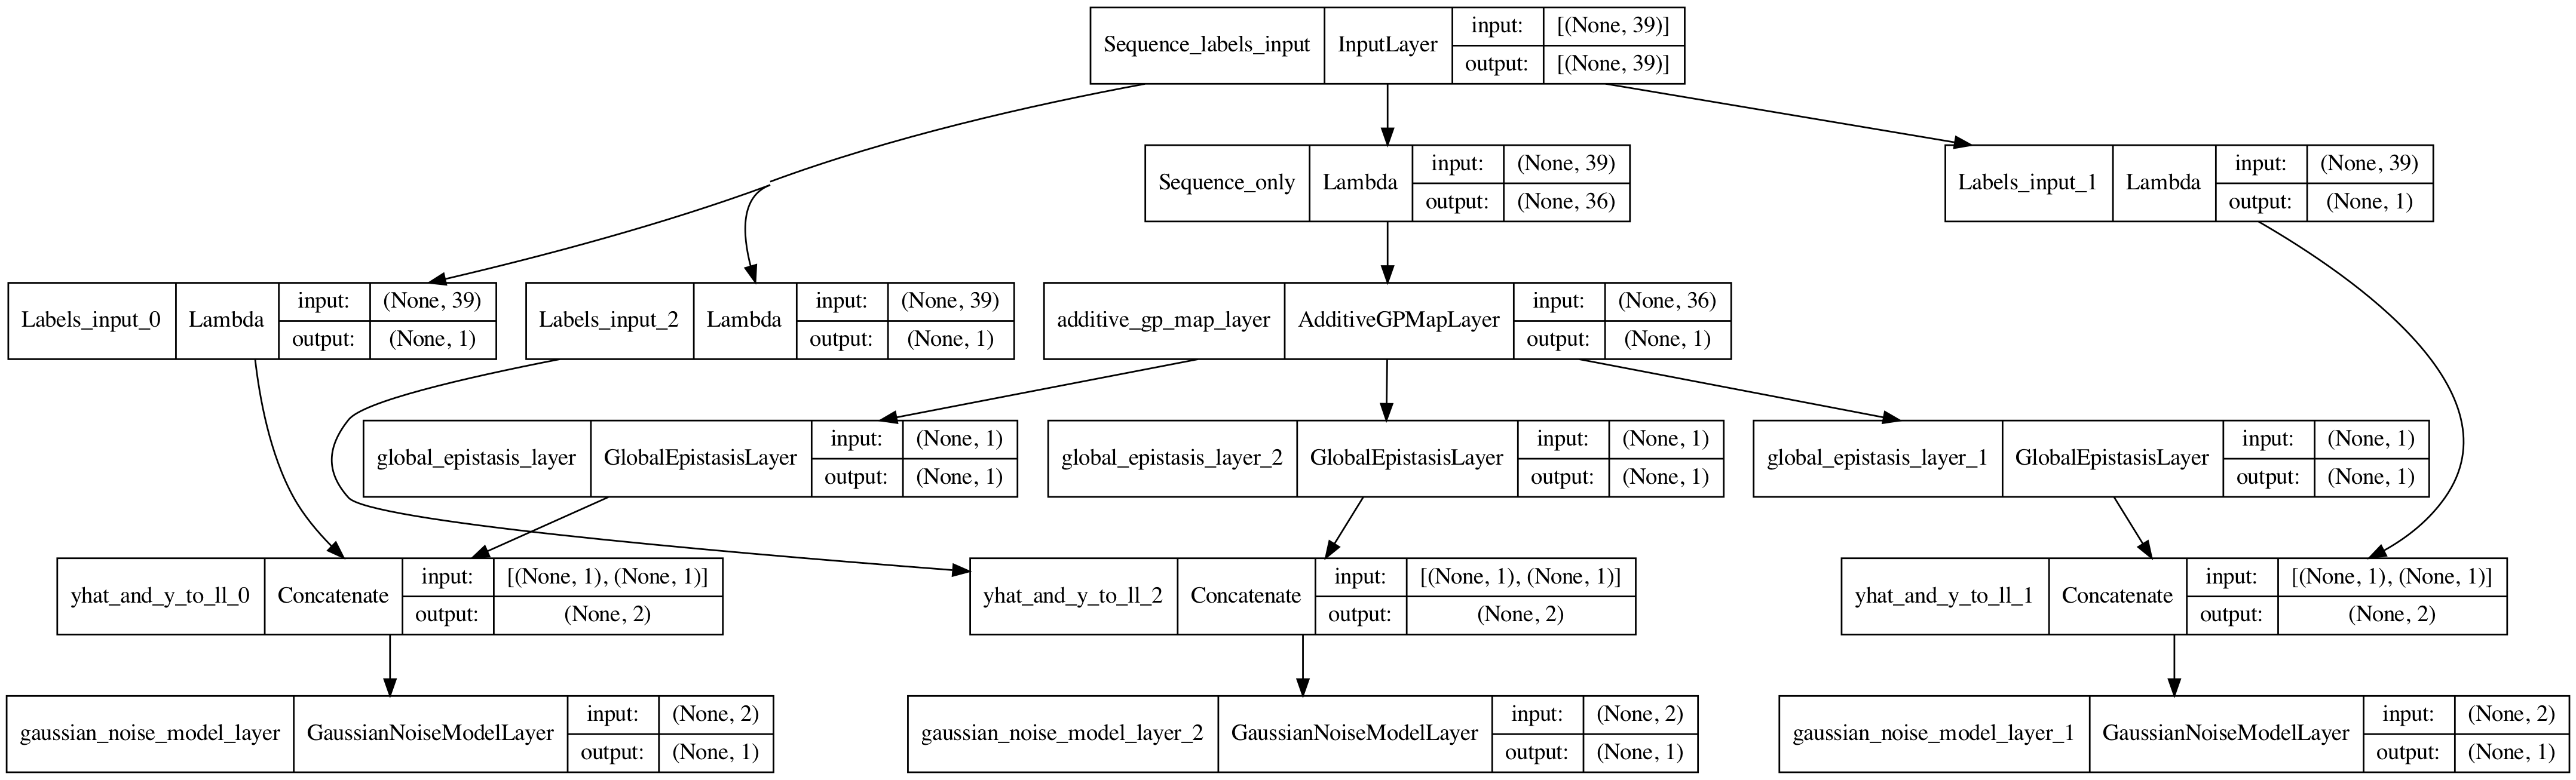 Sequence_labels_input InputLayer input: [(None, 39)]
output: [(None, 39)]
Sequence_only Lambda input: (None, 39)
output: (None, 36)
Labels_input_1 Lambda input: (None, 39)
output: (None, 1)
Labels_input_0 Lambda input: (None, 39)
output: (None, 1)
Labels_input_2 Lambda input: (None, 39)
output: (None, 1)
additive_gp_map_layer AdditiveGPMapLayer input: (None, 36)
output: (None, 1)
global_epistasis_layer GlobalEpistasisLayer input: (None, 1)
output: (None, 1)
global_epistasis_layer_2 GlobalEpistasisLayer input: (None, 1)
output: (None, 1)
global_epistasis_layer_1 GlobalEpistasisLayer input: (None, 1)
output: (None, 1)
yhat_and_y_to_ll_0 Concatenate input: [(None, 1), (None, 1)]
output: (None, 2)
yhat_and_y_to_ll_2 Concatenate input: [(None, 1), (None, 1)]
output: (None, 2)
yhat_and_y_to_ll_1 Concatenate input: [(None, 1), (None, 1)]
output: (None, 2)
gaussian_noise_model_layer GaussianNoiseModelLayer input: (None, 2)
output: (None, 1)
gaussian_noise_model_layer_2 GaussianNoiseModelLayer input: (None, 2)
output: (None, 1)
gaussian_noise_model_layer_1 GaussianNoiseModelLayer input: (None, 2)
output: (None, 1)